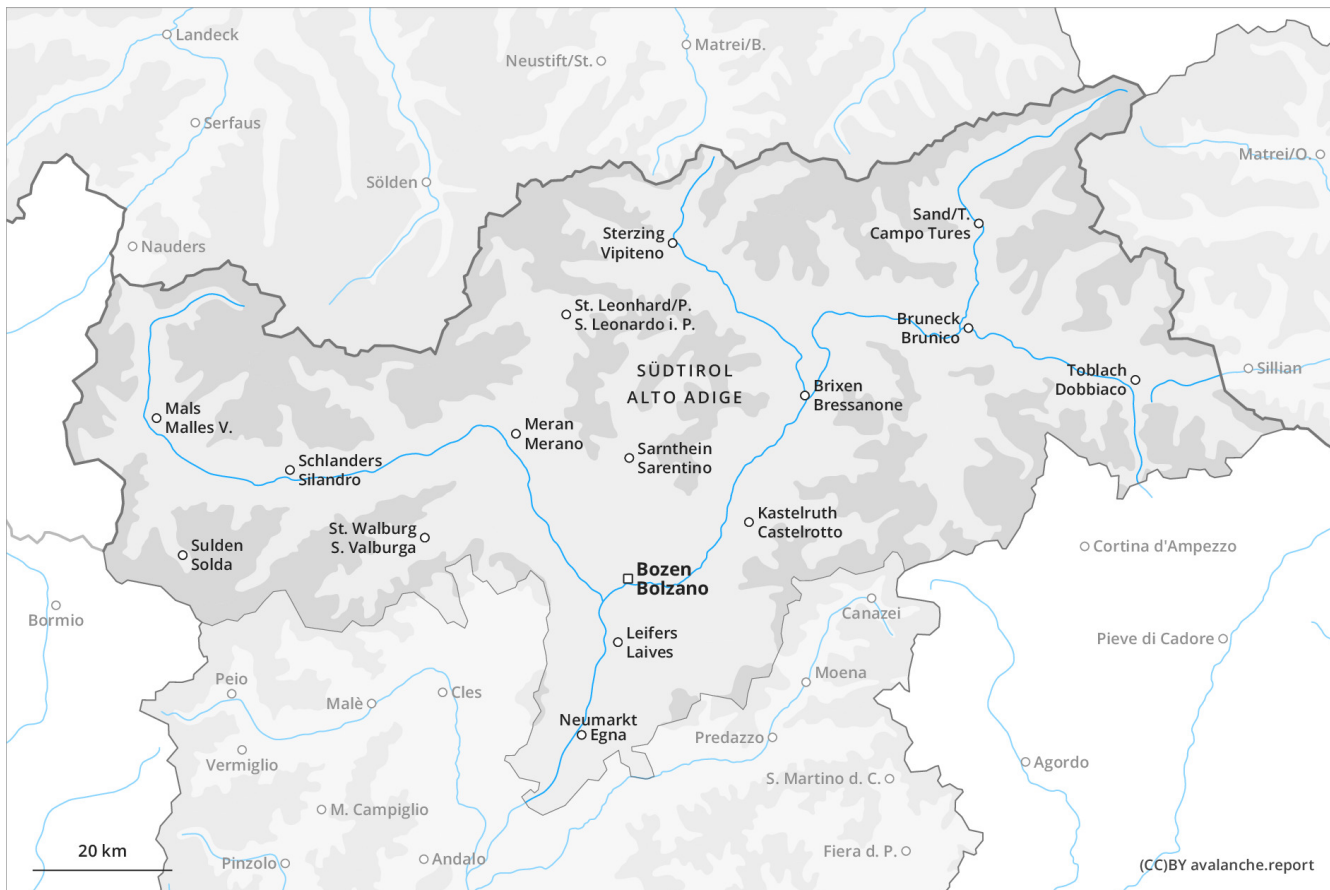 Landeck
Matrei/B.
Neustift/St.
Serfaus
Matrei/O.
Sölden
Sand/T.
Campo Tures
Sterzing
Vipiteno
Nauders
St. Leonhard/P.
S. Leonardo i. P.
Bruneck
Brunico
SÜDTIROL
ALTO ADIGE
Toblach
Dobbiaco
Sillian
Brixen
Bressanone
Mals
Malles V.
Meran
Merano
Sarnthein
Sarentino
Schlanders
Silandro
Kastelruth
Castelrotto
St. Walburg
S. Valburga
Sulden
Solda
Cortina d'Ampezzo
Bozen
Bolzano
Bormio
Canazei
Leifers
Laives
Pieve di Cadore
Peio
Moena
Malè
Cles
Neumarkt
Egna
Predazzo
Vermiglio
Agordo
S. Martino d. C.
M. Campiglio
20 km
Pinzolo
Andalo
Fiera d. P.
(CC)BY avalanche.report